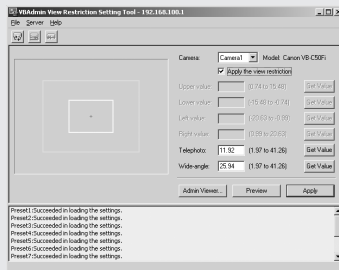 VBAdmin View Restriction Setting Tool - 192.168.100.1
File Server Help
Camera: Camera1 Model: Canon VB-C50Fi
Apply the view restriction
Upper value: (0.74 to 15.48) Get Value
Lower value: (-15.48 to -0.74) Get Value
Left value: (-20.63 to -0.99) Get Value
Right value: (0.99 to 20.63) Get Value
Telephoto: 11.92 (1.97 to 41.26) Get Value
Wide-angle: 25.94 (1.97 to 41.26) Get Value
Admin Viewer... Preview Apply
Preset1:Succeeded in loading the settings.
Preset2:Succeeded in loading the settings.
Preset3:Succeeded in loading the settings.
Preset4:Succeeded in loading the settings.
Preset5:Succeeded in loading the settings.
Preset6:Succeeded in loading the settings.
Preset7:Succeeded in loading the settings.